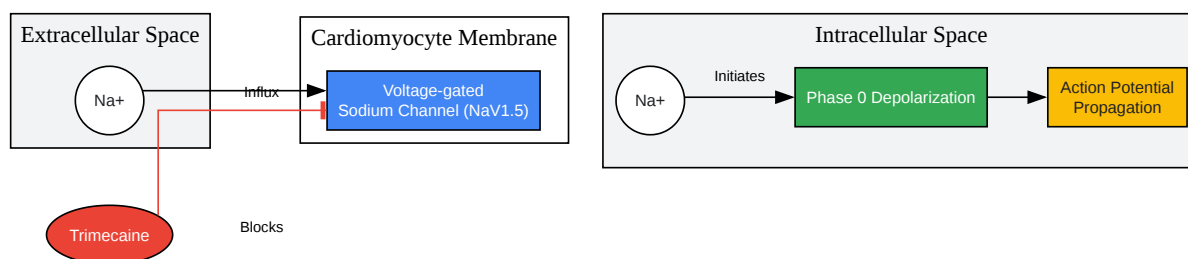 Extracellular Space
Na+
Influx
Cardiomyocyte Membrane
Voltage-gated
Sodium Channel (NaV1.5)
Trimecaine
Blocks
Intracellular Space
Na+
Initiates
Phase 0 Depolarization
Action Potential
Propagation